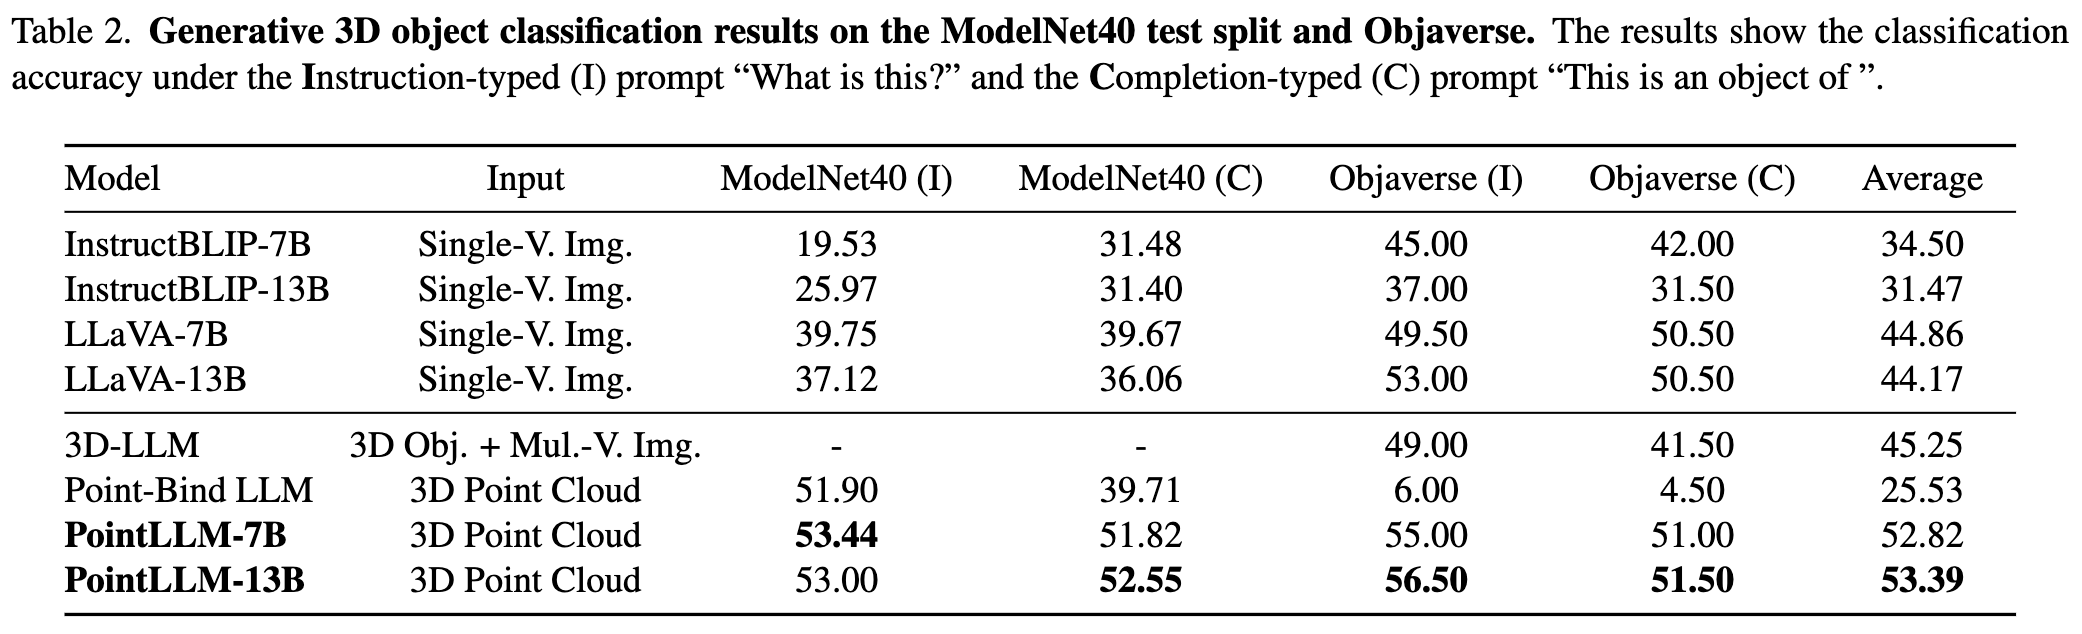 Table 2. Generative 3D object classification results on the ModelNet40 test split and Objaverse. The results show the classification
accuracy under the Instruction-typed (I) prompt “What is this?” and the Completion-typed (C) prompt “This is an object of ”.
Model Input ModelNet40 (I) ModelNet40 (C) Objaverse (I) Objaverse (C) Average
InstructBLIP-7B Single-V. Img. 19.53 31.48 45.00 42.00 34.50
InstructBLIP-13B Single-V. Img. 25.97 31.40 37.00 31.50 31.47
LLaVA-7B Single-V. Img. 39.75 39.67 49.50 50.50 44.86
LLaVA-13B Single-V. Img. 37.12 36.06 53.00 50.50 44.17
3D-LLM 3D Obj. + Mul.-V. Img. - - 49.00 41.50 45.25
Point-Bind LLM 3D Point Cloud 51.90 39.71 6.00 4.50 25.53
PointLLM-7B 3D Point Cloud 53.44 51.82 55.00 51.00 52.82
PointLLM-13B 3D Point Cloud 53.00 52.55 56.50 51.50 53.39